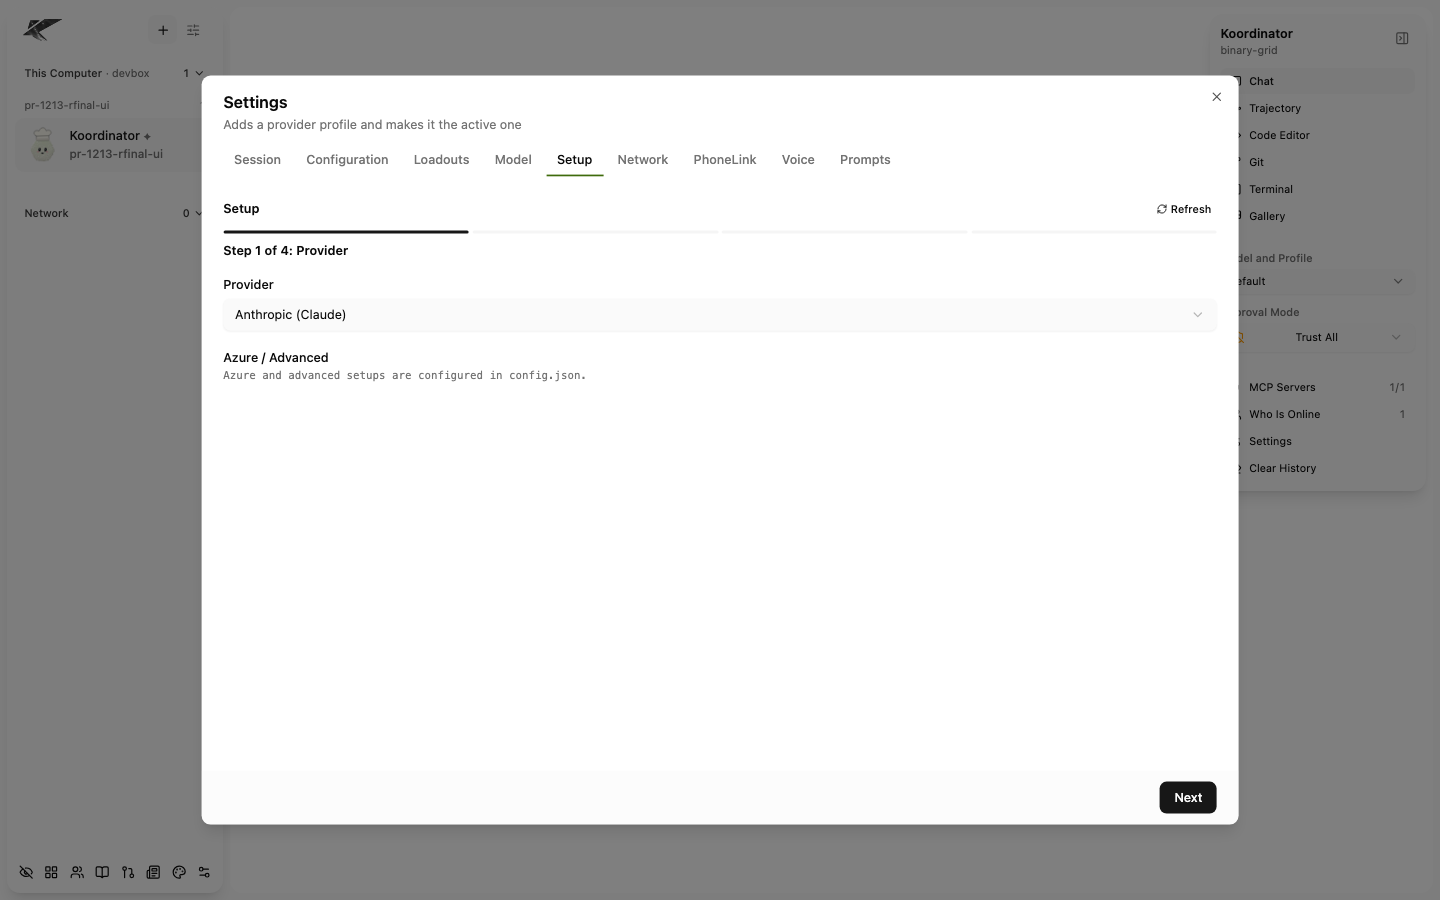 This Computer · devbox 1
pr-1213-rfinal-ui
Koordinator
pr-1213-rfinal-ui
Network 0
Settings
Adds a provider profile and makes it the active one
Session Configuration Loadouts Model Setup Network PhoneLink Voice Prompts
Setup
Refresh
Step 1 of 4: Provider
Provider
Anthropic (Claude)
Azure / Advanced
Azure and advanced setups are configured in config.json.
Next
Koordinator
binary-grid
Chat
Trajectory
Code Editor
Git
Terminal
Gallery
and Profile
Mode
Trust All
MCP Servers 1/1
Who Is Online 1
Settings
Clear History